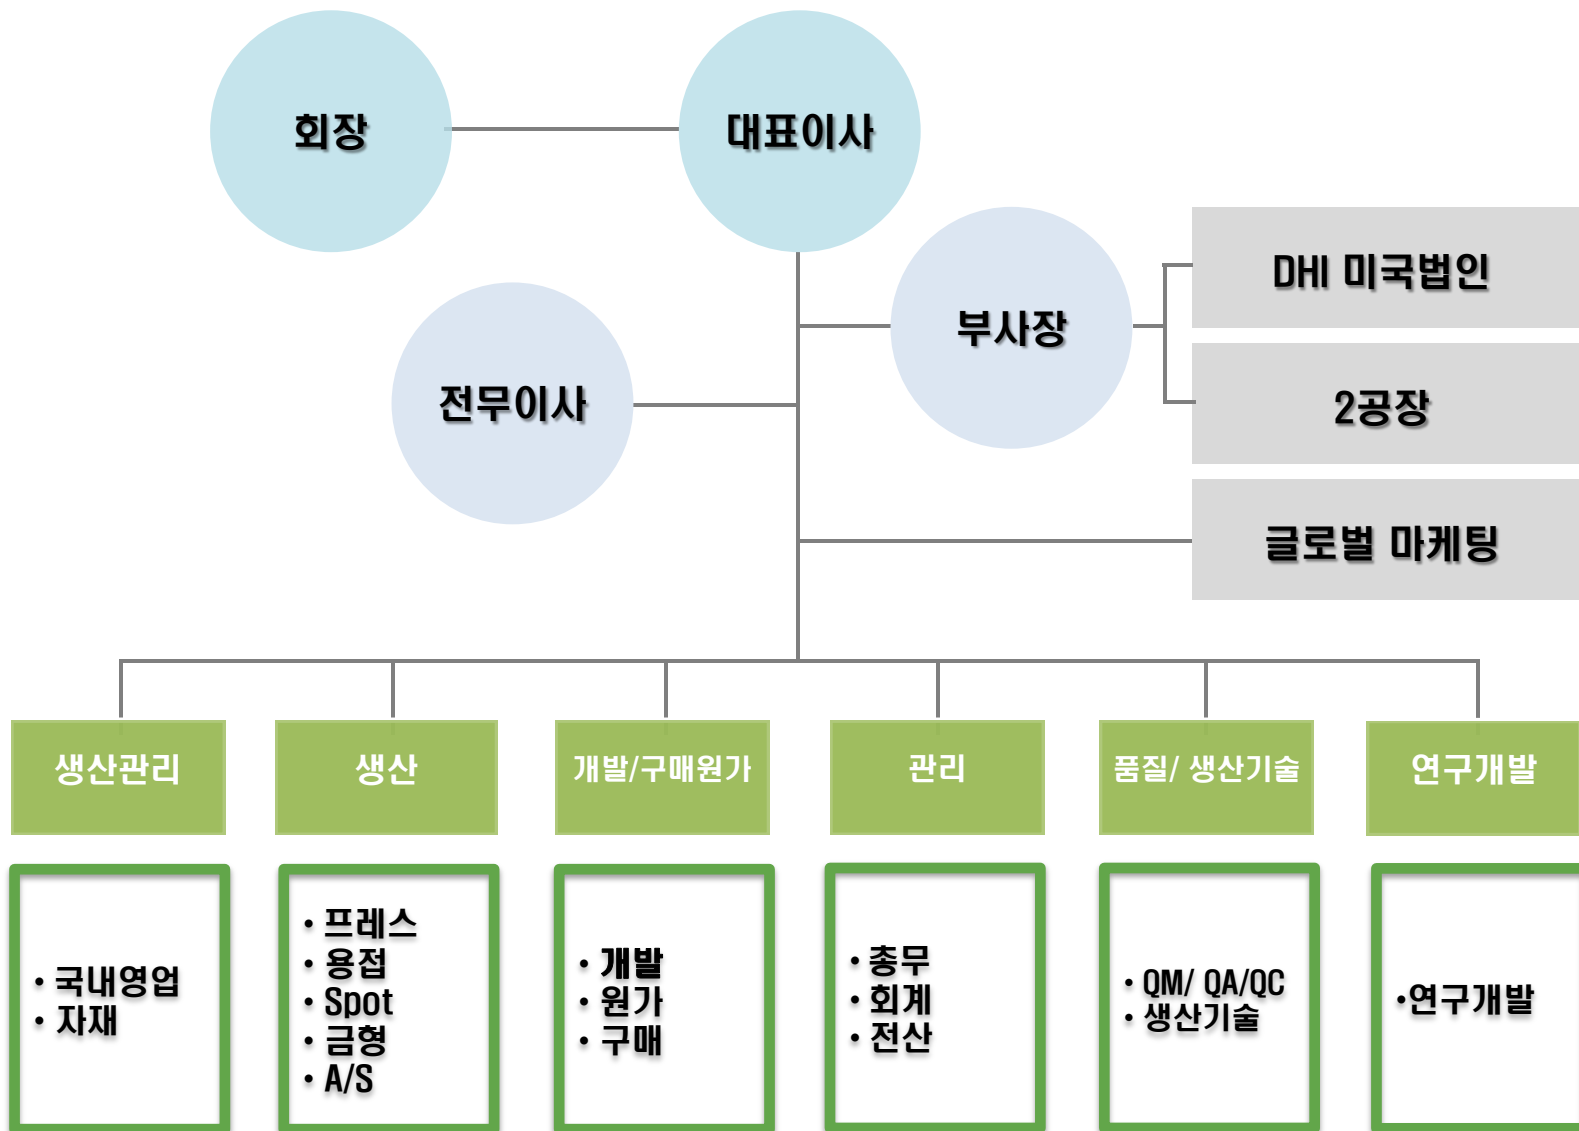 회장
대표이사
부사장
전무이사
DHI 미국법인
2공장
글로벌 마케팅
생산관리
생산
개발/구매원가
관리
품질/ 생산기술
연구개발
• 국내영업
• 자재
• 프레스
• 용접
• Spot
• 금형
• A/S
• 개발
• 원가
• 구매
• 총무
• 회계
• 전산
• QM/ QA/QC
• 생산기술
•연구개발